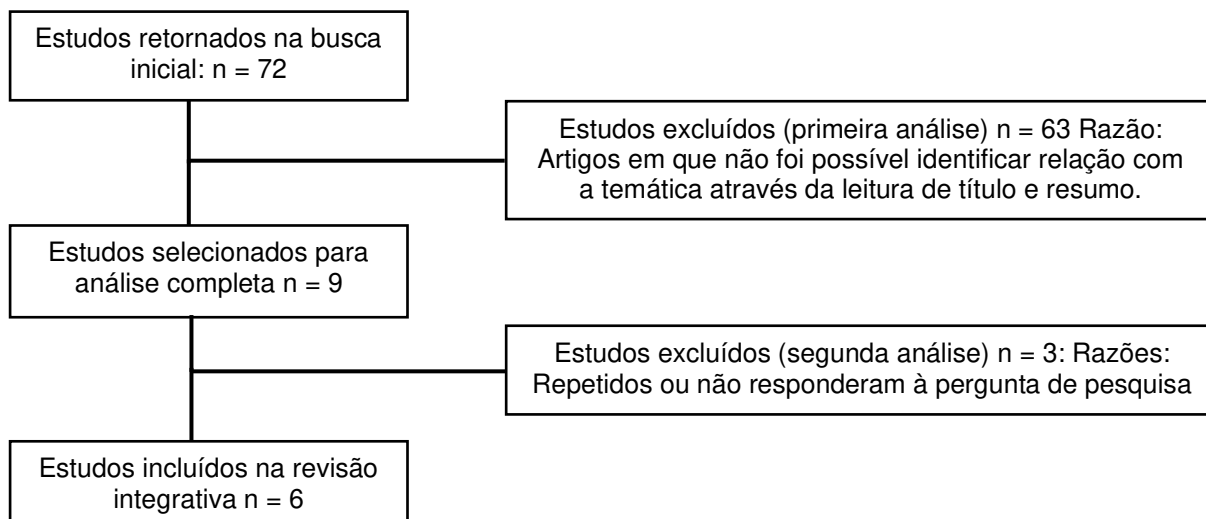 Estudos retornados na busca
inicial: n = 72
Estudos excluídos (primeira análise) n = 63 Razão:
Artigos em que não foi possível identificar relação com
a temática através da leitura de título e resumo.
Estudos selecionados para
análise completa n = 9
Estudos excluídos (segunda análise) n = 3: Razões:
Repetidos ou não responderam à pergunta de pesquisa
Estudos incluídos na revisão
integrativa n = 6